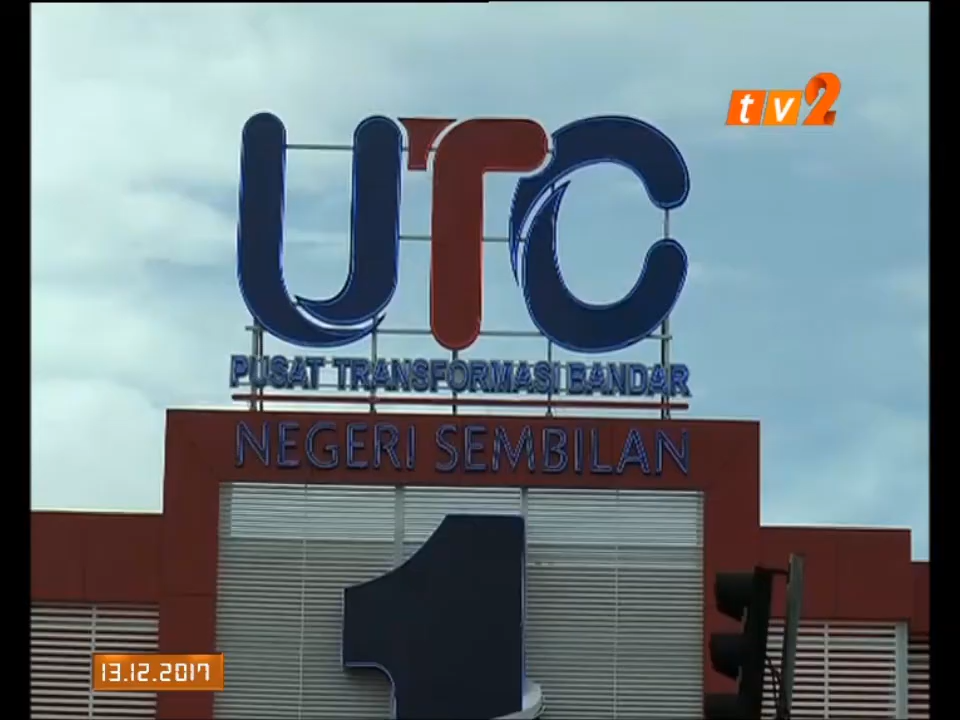 tv2
UTC
PUSAT TRANSFORMASI BANDAR
NEGERI SEMBILAN
1
13.12.2017